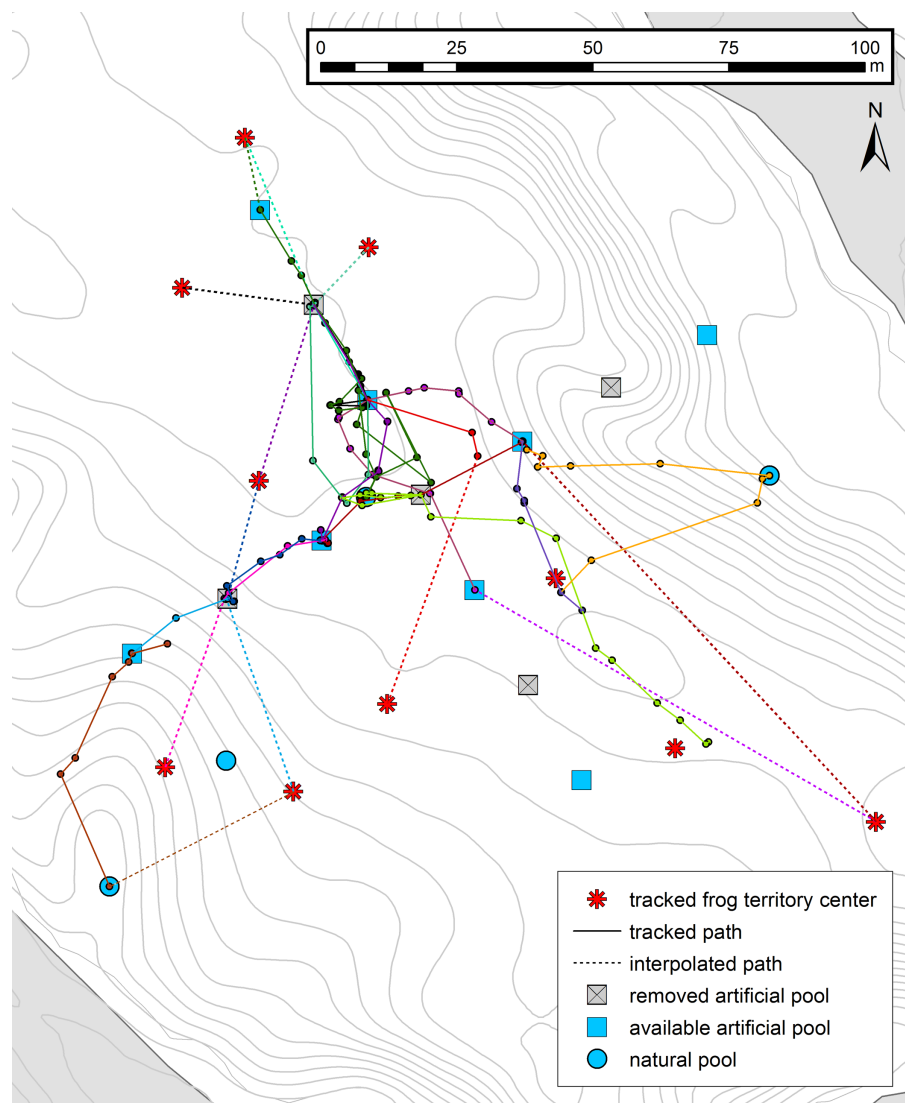 0 25 50 75 100
m
N
tracked frog territory center
tracked path
interpolated path
removed artificial pool
available artificial pool
natural pool